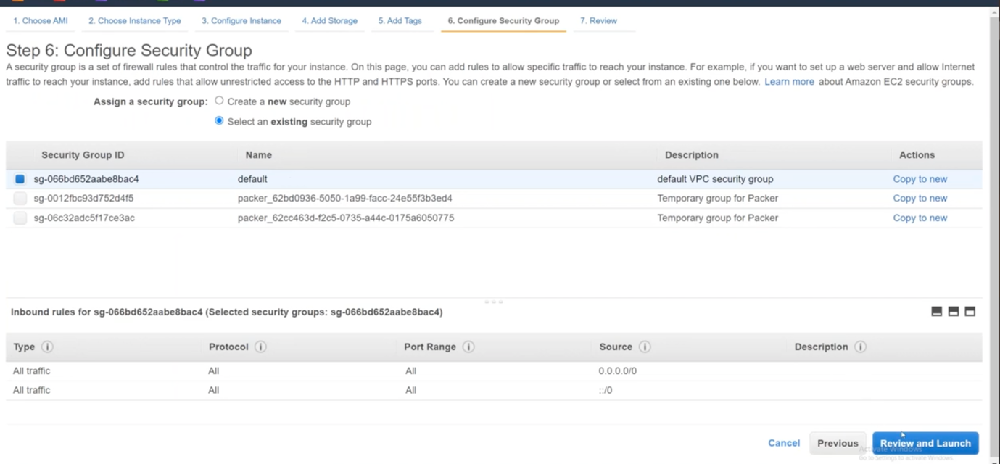 1. Choose AMI 2. Choose Instance Type 3. Configure Instance 4. Add Storage 5. Add Tags 6. Configure Security Group 7. Review
Step 6: Configure Security Group
A security group is a set of firewall rules that control the traffic for your instance. On this page, you can add rules to allow specific traffic to reach your instance. For example, if you want to set up a web server and allow Internet
traffic to reach your instance, add rules that allow unrestricted access to the HTTP and HTTPS ports. You can create a new security group or select from an existing one below. Learn more about Amazon EC2 security groups.
Assign a security group: Create a new security group
Select an existing security group
Security Group ID Name Description Actions
sg-066bd652aabe8bac4 default default VPC security group Copy to new
sg-0012fbc93d752d4f5 packer_62bd0936-5050-1a99-facc-24e55f3b3ed4 Temporary group for Packer Copy to new
sg-06c32adc5f17ce3ac packer_62cc463d-f2c5-0735-a44c-0175a6050775 Temporary group for Packer Copy to new
Inbound rules for sg-066bd652aabe8bac4 (Selected security groups: sg-066bd652aabe8bac4)
Type Protocol Port Range Source Description
All traffic All All 0.0.0.0/0
All traffic All All ::/0
Cancel Previous Review and Launch
Activate Windows
Go to Settings to activate Windows.